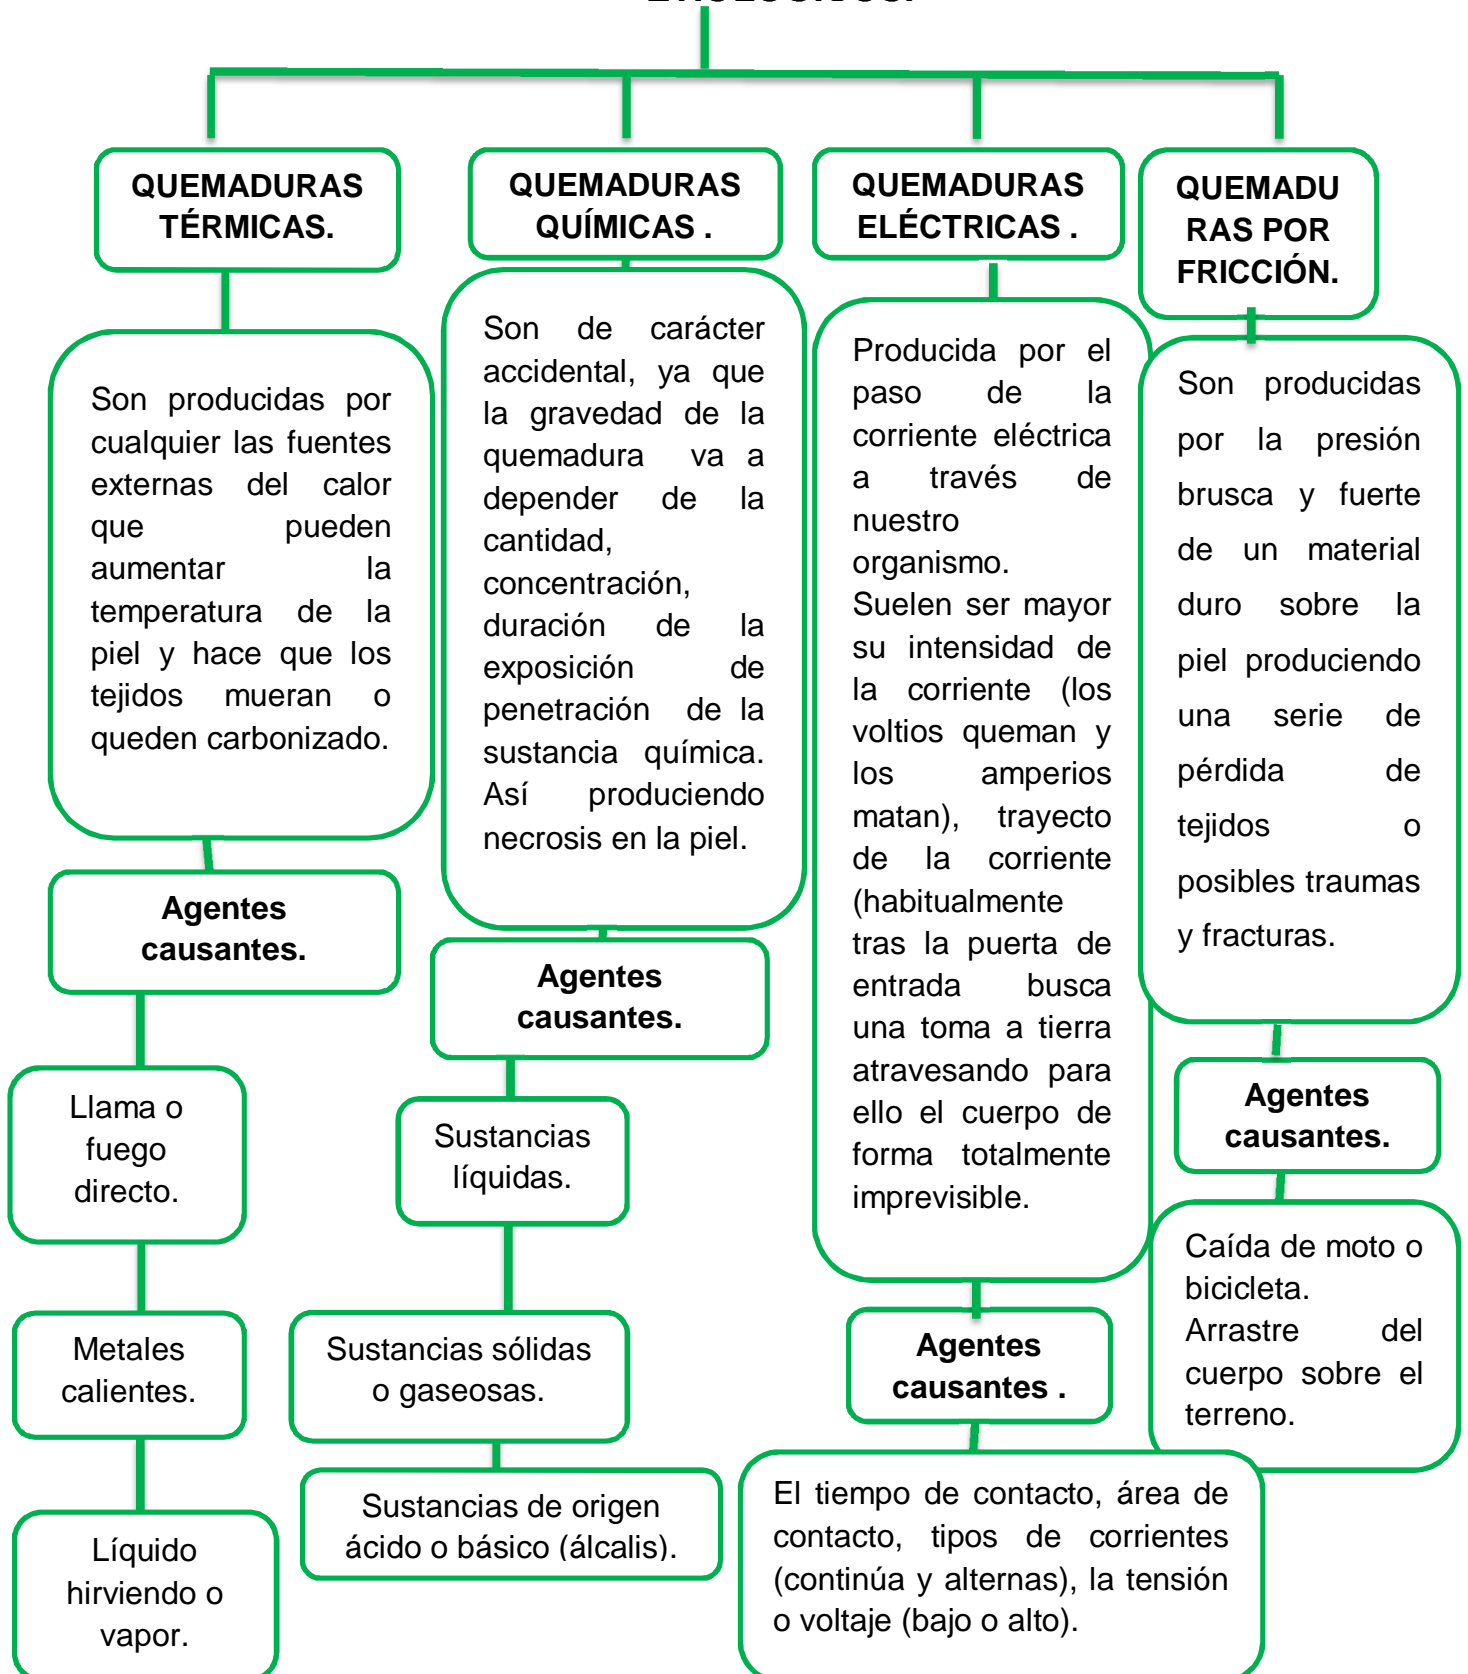 QUEMADURAS
TÉRMICAS.
Son producidas por
cualquier las fuentes
externas del calor
que pueden
aumentar la
temperatura de la
piel y hace que los
tejidos mueran o
queden carbonizado.
Agentes
causantes.
Llama o
fuego
directo.
Metales
calientes.
Líquido
hirviendo o
vapor.
QUEMADURAS
QUÍMICAS .
Son de carácter
accidental, ya que
la gravedad de la
quemadura va a
depender de la
cantidad,
concentración,
duración de la
exposición de
penetración de la
sustancia química.
Así produciendo
necrosis en la piel.
Agentes
causantes.
Sustancias
líquidas.
Sustancias sólidas
o gaseosas.
Sustancias de origen
ácido o básico (álcalis).
QUEMADURAS
ELÉCTRICAS .
Producida por el
paso de la
corriente eléctrica
a través de
nuestro
organismo.
Suelen ser mayor
su intensidad de
la corriente (los
voltios queman y
los amperios
matan), trayecto
de la corriente
(habitualmente
tras la puerta de
entrada busca
una toma a tierra
atravesando para
ello el cuerpo de
forma totalmente
imprevisible.
Agentes
causantes .
El tiempo de contacto, área de
contacto, tipos de corrientes
(continúa y alternas), la tensión
o voltaje (bajo o alto).
QUEMADU
RAS POR
FRICCIÓN.
Son producidas
por la presión
brusca y fuerte
de un material
duro sobre la
piel produciendo
una serie de
pérdida de
tejidos o
posibles traumas
y fracturas.
Agentes
causantes.
Caída de moto o
bicicleta.
Arrastre del
cuerpo sobre el
terreno.